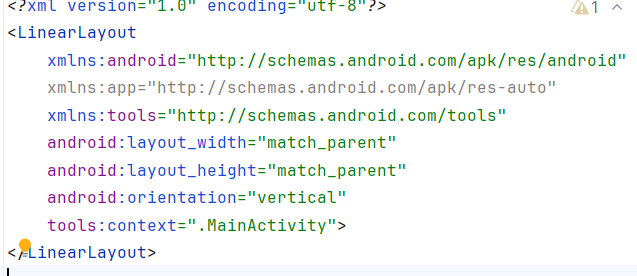 <?xml version="1.0" encoding="utf-8"?>
1
<LinearLayout
xmlns:android="http://schemas.android.com/apk/res/android"
xmlns:app="http://schemas.android.com/apk/res-auto"
xmlns:tools="http://schemas.android.com/tools"
android:layout_width="match_parent"
android:layout_height="match_parent"
android:orientation="vertical"
tools:context=".MainActivity">
</LinearLayout>